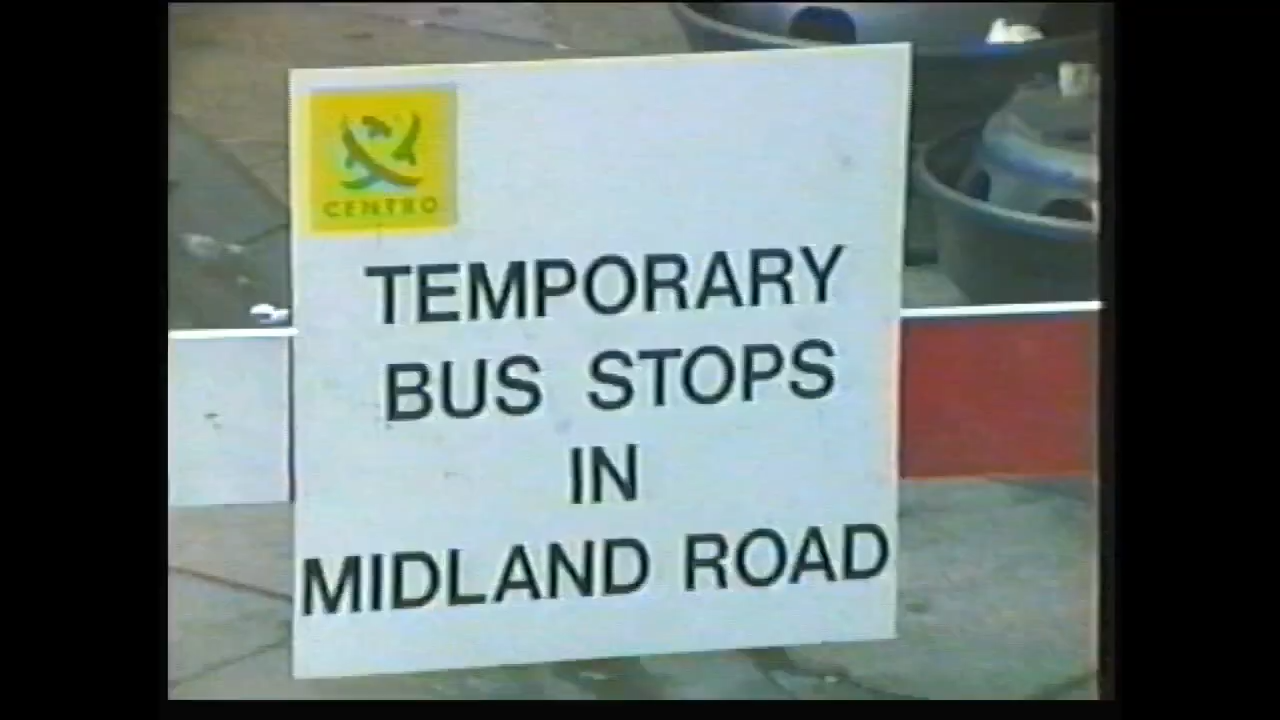 CENTRO
TEMPORARY
BUS STOPS
IN
MIDLAND ROAD